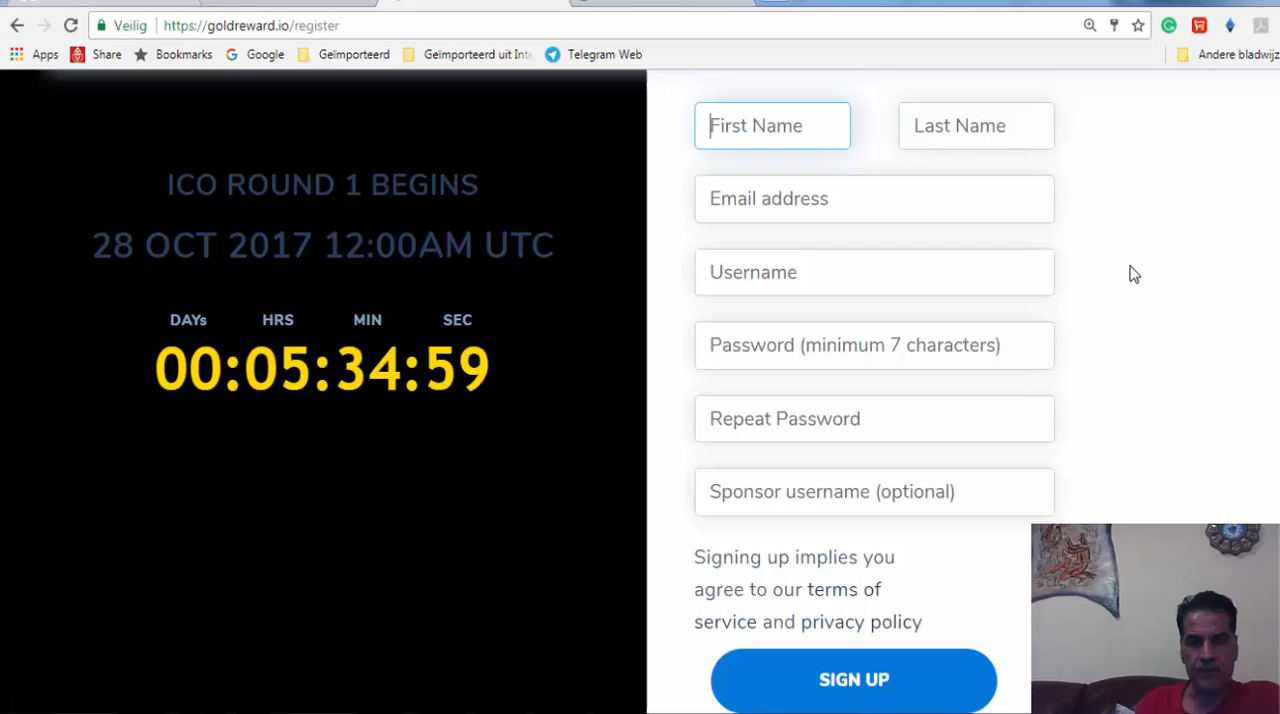 Veilig
https://goldreward.io/register
Apps
Share
Bookmarks
Google
Geïmporteerd
Geïmporteerd uit Inte
Telegram Web
Andere bladwijz
ICO ROUND 1 BEGINS
28 OCT 2017 12:00AM UTC
DAYs HRS MIN SEC
00:05:34:59
First Name
Last Name
Email address
Username
Password (minimum 7 characters)
Repeat Password
Sponsor username (optional)
Signing up implies you
agree to our terms of
service and privacy policy
SIGN UP